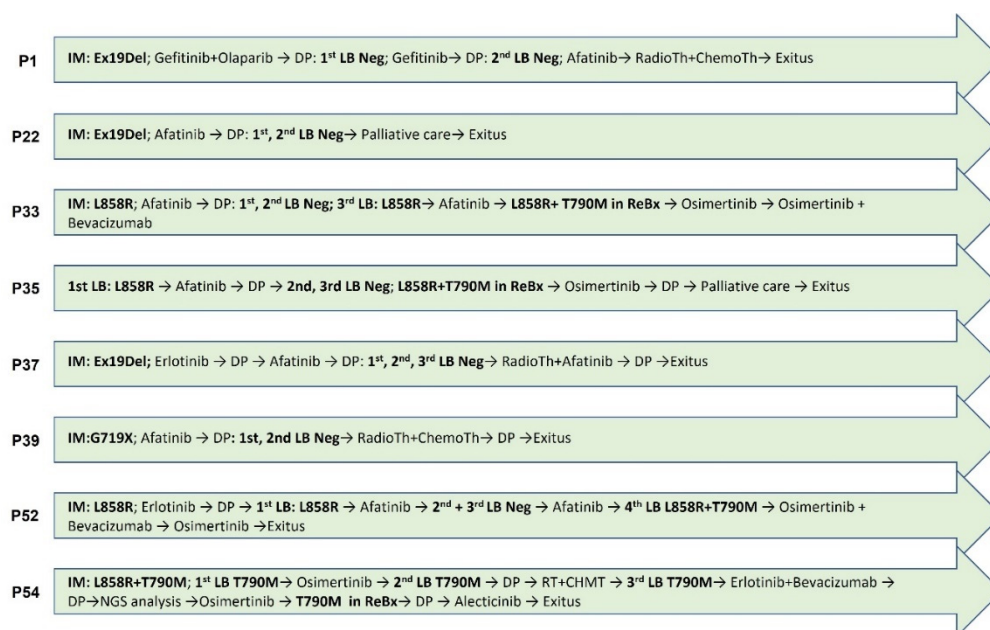 P1 IM: Ex19Del; Gefitinib+Olaparib → DP: 1st LB Neg; Gefitinib→ DP: 2nd LB Neg; Afatinib→ RadioTh+ChemoTh→ Exitus
P22 IM: Ex19Del; Afatinib → DP: 1st, 2nd LB Neg→ Palliative care→ Exitus
P33 IM: L858R; Afatinib → DP: 1st, 2nd LB Neg; 3rd LB: L858R→ Afatinib → L858R+ T790M in ReBx → Osimertinib → Osimertinib +
Bevacizumab
P35 1st LB: L858R → Afatinib → DP → 2nd, 3rd LB Neg; L858R+T790M in ReBx → Osimertinib → DP → Palliative care → Exitus
P37 IM: Ex19Del; Erlotinib → DP → Afatinib → DP: 1st, 2nd, 3rd LB Neg→ RadioTh+Afatinib → DP →Exitus
P39 IM:G719X; Afatinib → DP: 1st, 2nd LB Neg→ RadioTh+ChemoTh→ DP →Exitus
P52 IM: L858R; Erlotinib → DP → 1st LB: L858R → Afatinib → 2nd + 3rd LB Neg → Afatinib → 4th LB L858R+T790M → Osimertinib +
Bevacizumab → Osimertinib →Exitus
P54 IM: L858R+T790M; 1st LB T790M→ Osimertinib → 2nd LB T790M → DP → RT+CHMT → 3rd LB T790M→ Erlotinib+Bevacizumab →
DP→NGS analysis →Osimertinib → T790M in ReBx→ DP → Alecticinib → Exitus